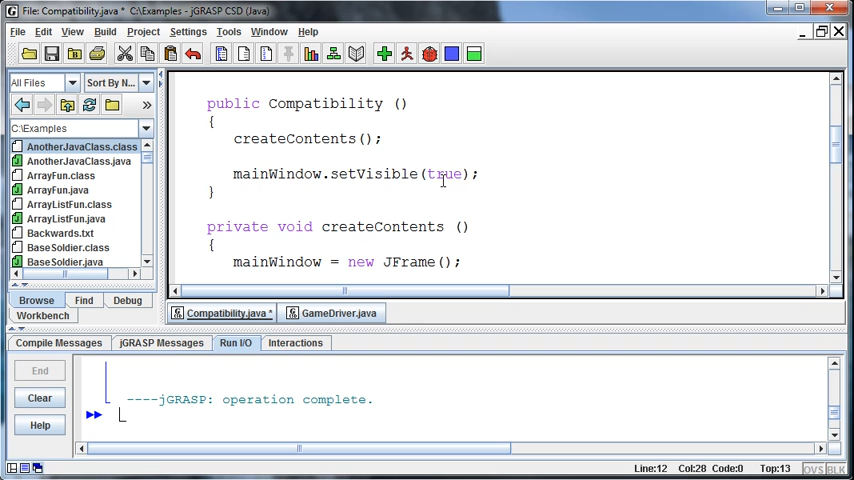 File: Compatibility.java * C:\Examples - jGRASP CSD (Java)
File Edit View Build Project Settings Tools Window Help
All Files Sort By N...
C:\Examples
AnotherJavaClass.class
AnotherJavaClass.java
ArrayFun.class
ArrayFun.java
ArrayListFun.class
ArrayListFun.java
Backwards.txt
BaseSoldier.class
BaseSoldier.java
Browse Find Debug
Workbench
public Compatibility ()
{
createContents();
mainWindow.setVisible(true);
}
private void createContents ()
{
mainWindow = new JFrame();
Compatibility.java * GameDriver.java
Compile Messages jGRASP Messages Run I/O Interactions
End
Clear
Help
----jGRASP: operation complete.
Line:12 Col:28 Code:0 Top:13 OVS BLK